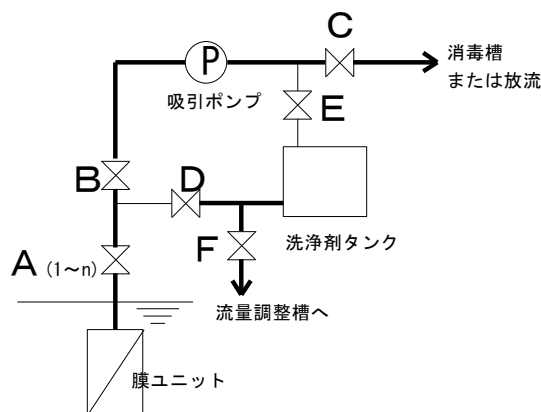 C
P
消毒槽
または放流
吸引ポンプ
E
B
D
F
洗浄剤タンク
A (1~n)
流量調整槽へ
膜ユニット